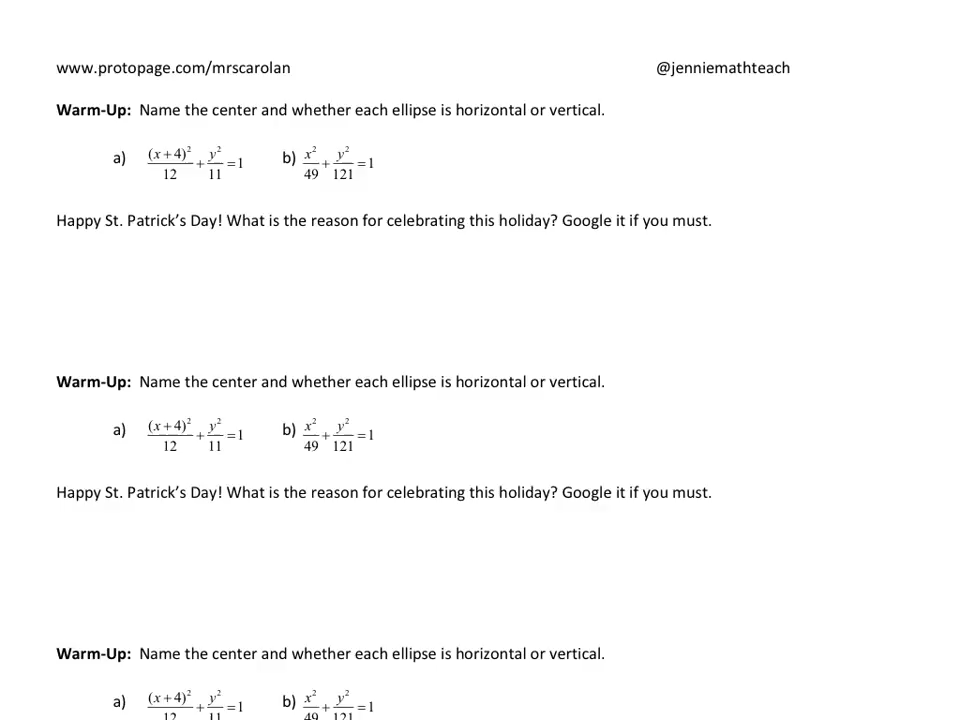 www.protopage.com/mrscarolan @jenniemathteach
Warm-Up: Name the center and whether each ellipse is horizontal or vertical.
a) (x+4)²/12 + y²/11 = 1 b) x²/49 + y²/121 = 1
Happy St. Patrick’s Day! What is the reason for celebrating this holiday? Google it if you must.
Warm-Up: Name the center and whether each ellipse is horizontal or vertical.
a) (x+4)²/12 + y²/11 = 1 b) x²/49 + y²/121 = 1
Happy St. Patrick’s Day! What is the reason for celebrating this holiday? Google it if you must.
Warm-Up: Name the center and whether each ellipse is horizontal or vertical.
a) (x+4)²/12 + y²/11 = 1 b) x²/49 + y²/121 = 1